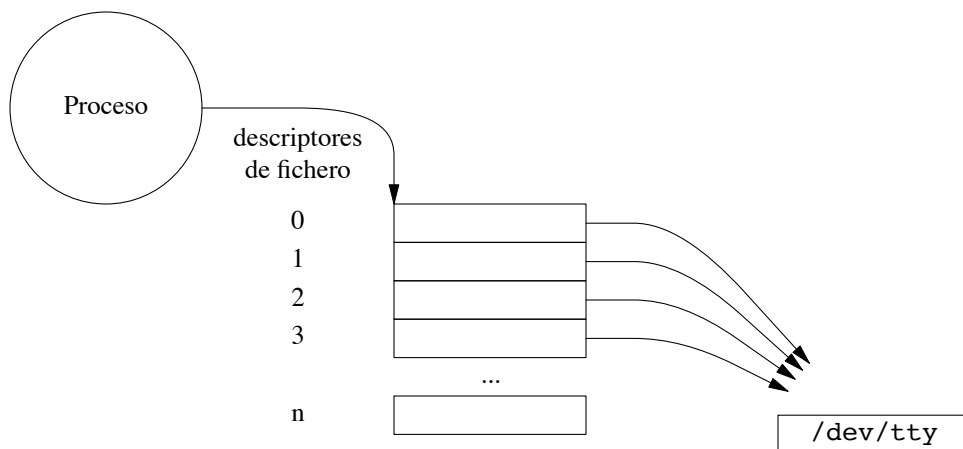 Proceso
descriptores
de fichero
0
1
2
3
...
n
/dev/tty